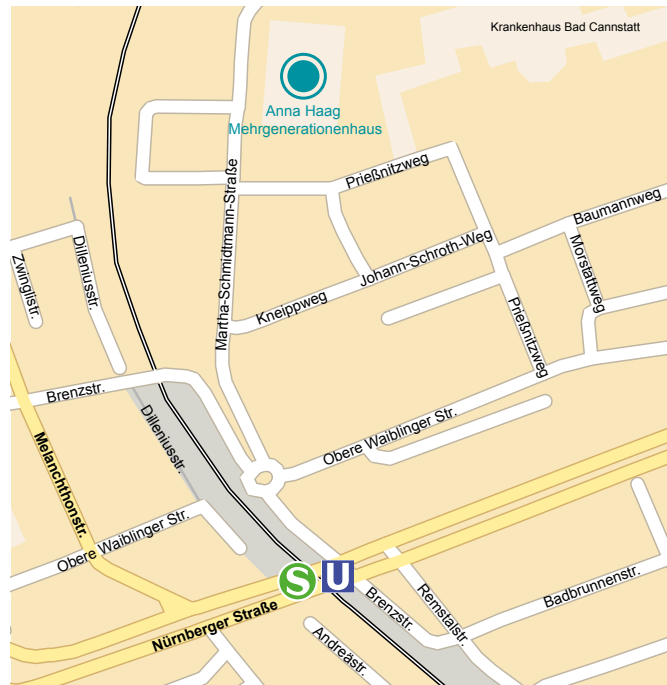 Krankenhaus Bad Cannstatt
Anna Haag
Mehrgenerationenhaus
Prießnitzweg
Martha-Schmidtmann-Straße
Baumannweg
Johann-Schroth-Weg
Morstattweg
Dilleniusstr.
Zwinglistr.
Kneippweg
Prießnitzweg
Brenzstr.
Dilleniusstr.
Obere Waiblinger Str.
Melanchthonstr.
Obere Waiblinger Str.
S
U
Brenzstr.
Remstalstr.
Badbrunnenstr.
Nürnberger Straße
Andreästr.